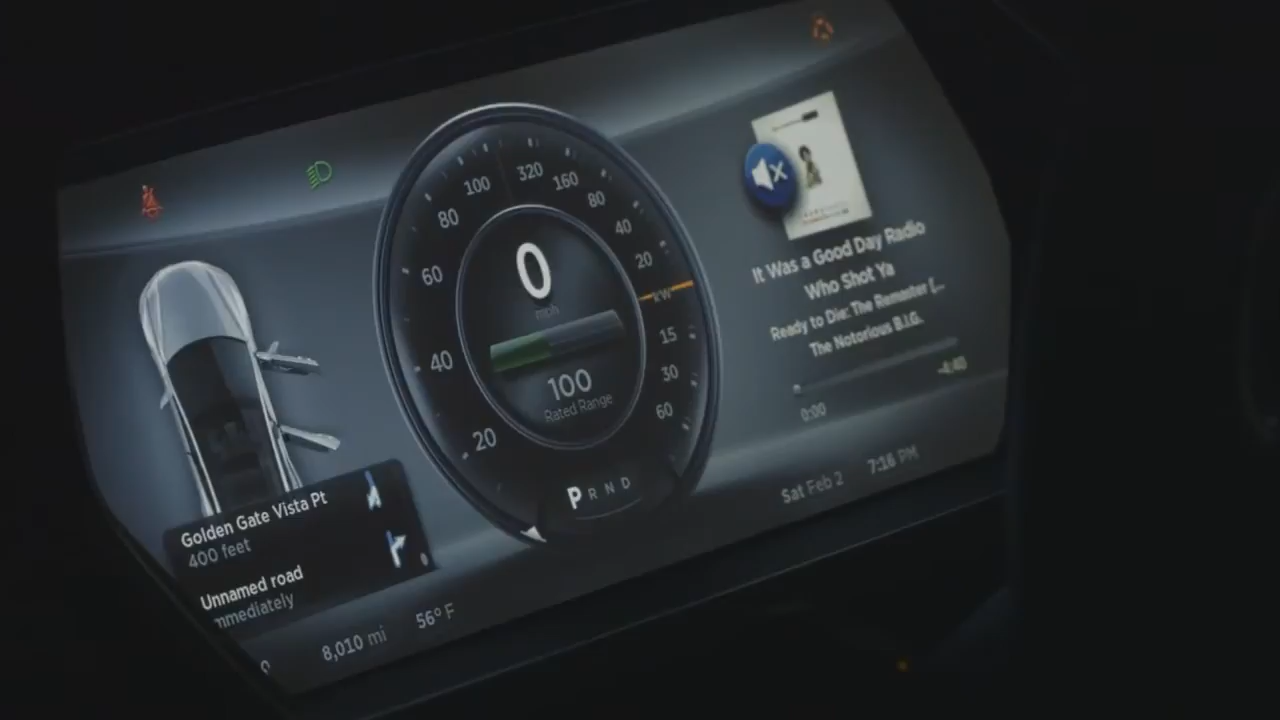 100
320
160
80
80
40
60
20
kW
40
15
30
20
60
0
mph
100
Rated Range
P R N D
It Was a Good Day Radio
Who Shot Ya
Ready to Die: The Remaster (...
The Notorious B.I.G.
0:00
-4:40
Golden Gate Vista Pt
400 feet
Unnamed road
mmediately
8,010 mi
56° F
Sat Feb 2
7:16 PM